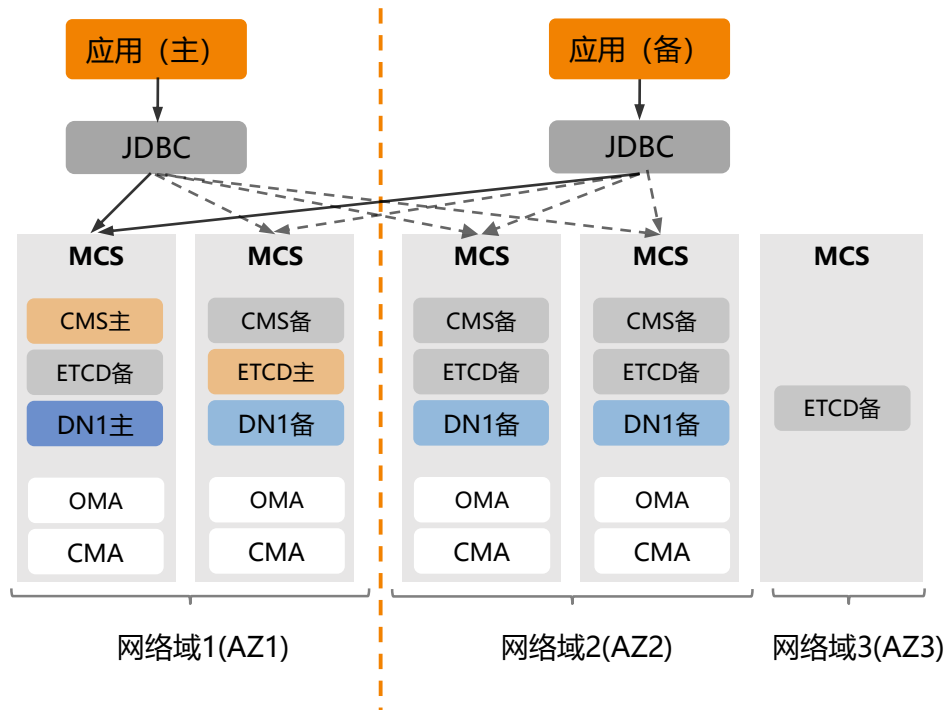 应用（主）
应用（备）
JDBC
JDBC
MCS
MCS
MCS
MCS
MCS
CMS主
CMS备
CMS备
CMS备
ETCD备
ETCD主
ETCD备
ETCD备
ETCD备
DN1主
DN1备
DN1备
DN1备
OMA
OMA
OMA
OMA
CMA
CMA
CMA
CMA
网络域1(AZ1)
网络域2(AZ2)
网络域3(AZ3)